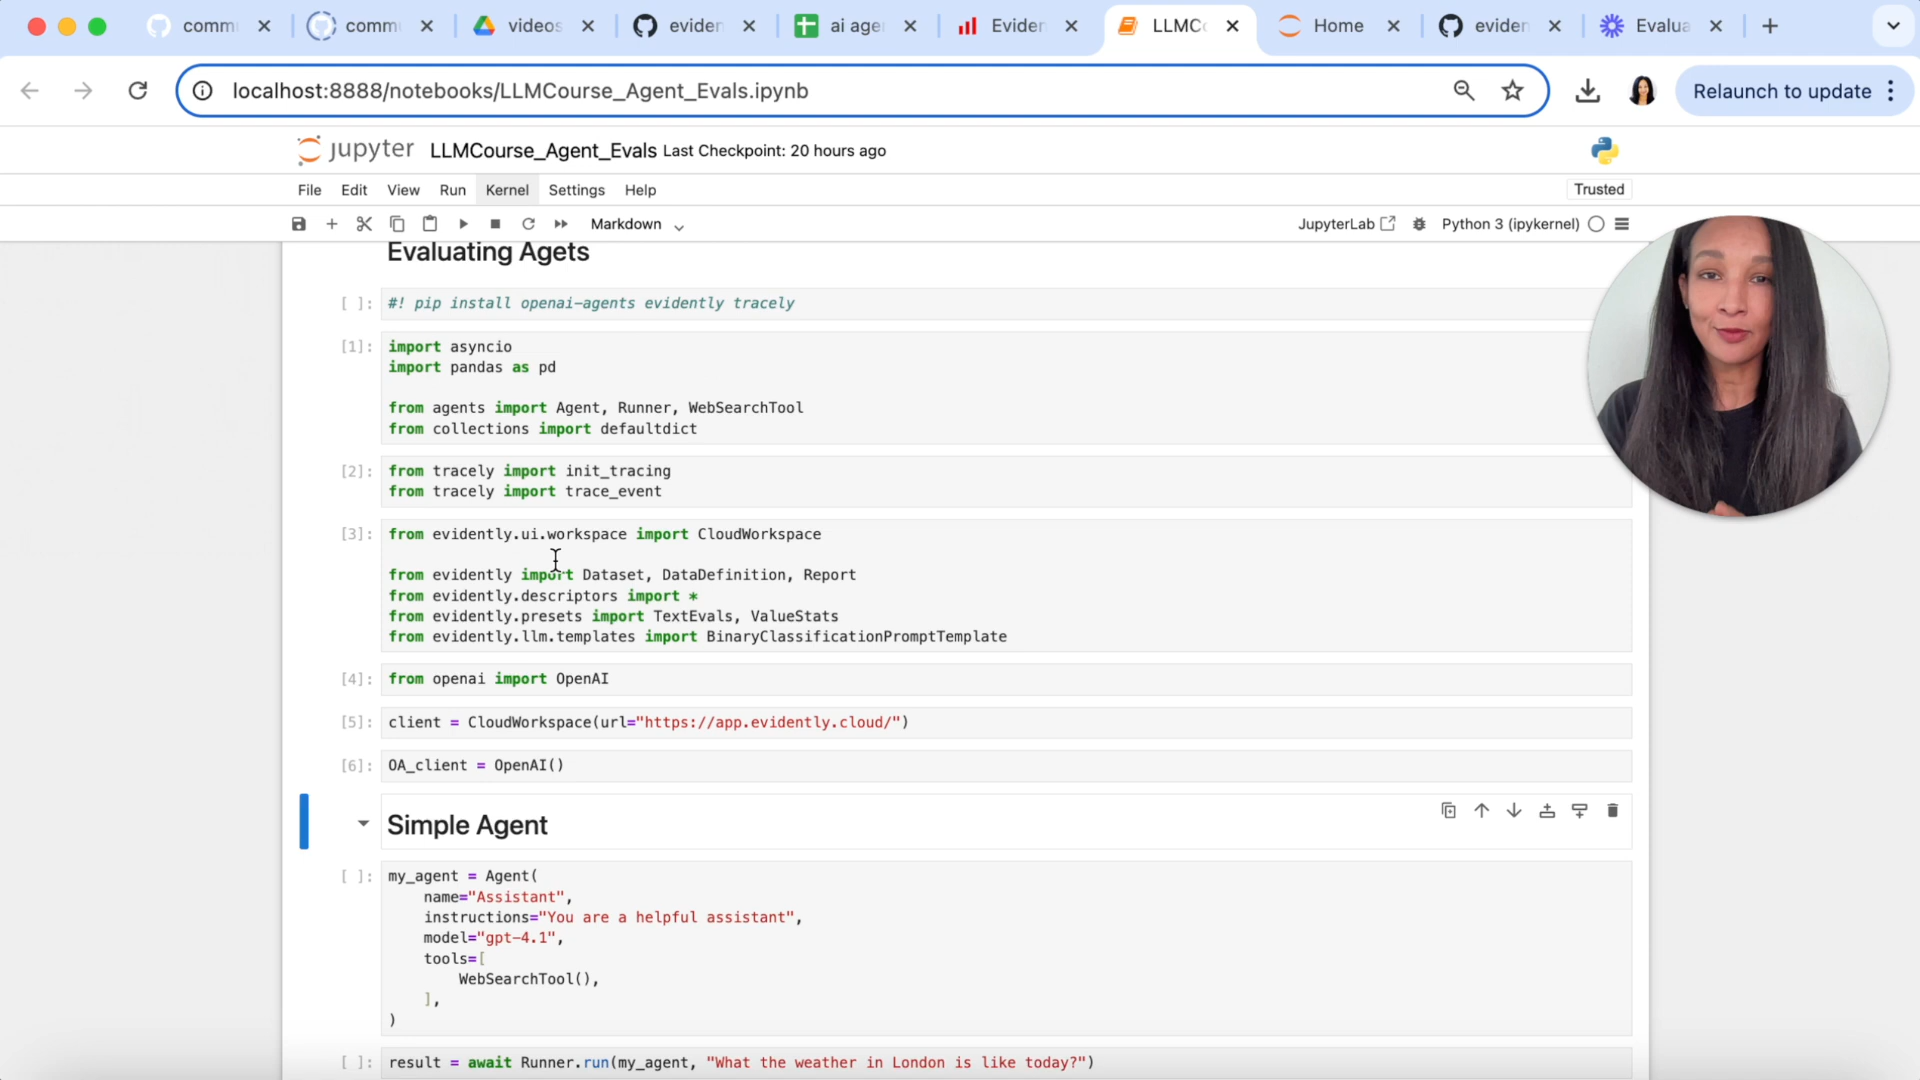 comm
comm
videos
eviden
ai age
Eviden
LLMCo
Home
eviden
Evalua
localhost:8888/notebooks/LLMCourse_Agent_Evals.ipynb
Relaunch to update
jupyter LLMCourse_Agent_Evals Last Checkpoint: 20 hours ago
File Edit View Run Kernel Settings Help
Trusted
Markdown
JupyterLab
Python 3 (ipykernel)
Evaluating Agets
[ ]: #! pip install openai-agents evidently tracely
[1]: import asyncio
import pandas as pd
from agents import Agent, Runner, WebSearchTool
from collections import defaultdict
[2]: from tracely import init_tracing
from tracely import trace_event
[3]: from evidently.ui.workspace import CloudWorkspace
from evidently import Dataset, DataDefinition, Report
from evidently.descriptors import *
from evidently.presets import TextEvals, ValueStats
from evidently.llm.templates import BinaryClassificationPromptTemplate
[4]: from openai import OpenAI
[5]: client = CloudWorkspace(url="https://app.evidently.cloud/")
[6]: OA_client = OpenAI()
Simple Agent
[ ]: my_agent = Agent(
name="Assistant",
instructions="You are a helpful assistant",
model="gpt-4.1",
tools=[
WebSearchTool(),
],
)
[ ]: result = await Runner.run(my_agent, "What the weather in London is like today?")